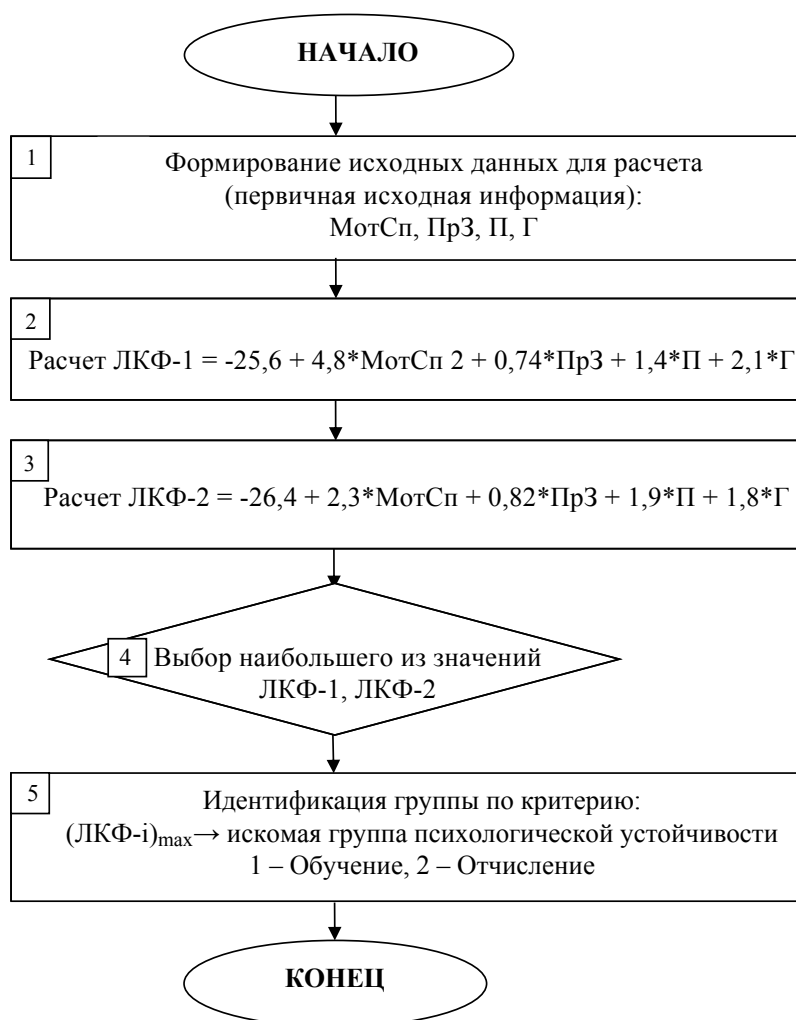 НАЧАЛО
1
Формирование исходных данных для расчета
(первичная исходная информация):
МотСп, ПрЗ, П, Г
2
Расчет ЛКФ-1 = -25,6 + 4,8*МотСп 2 + 0,74*ПрЗ + 1,4*П + 2,1*Г
3
Расчет ЛКФ-2 = -26,4 + 2,3*МотСп + 0,82*ПрЗ + 1,9*П + 1,8*Г
4 Выбор наибольшего из значений
ЛКФ-1, ЛКФ-2
5
Идентификация группы по критерию:
(ЛКФ-i)max→ искомая группа психологической устойчивости
1 – Обучение, 2 – Отчисление
КОНЕЦ